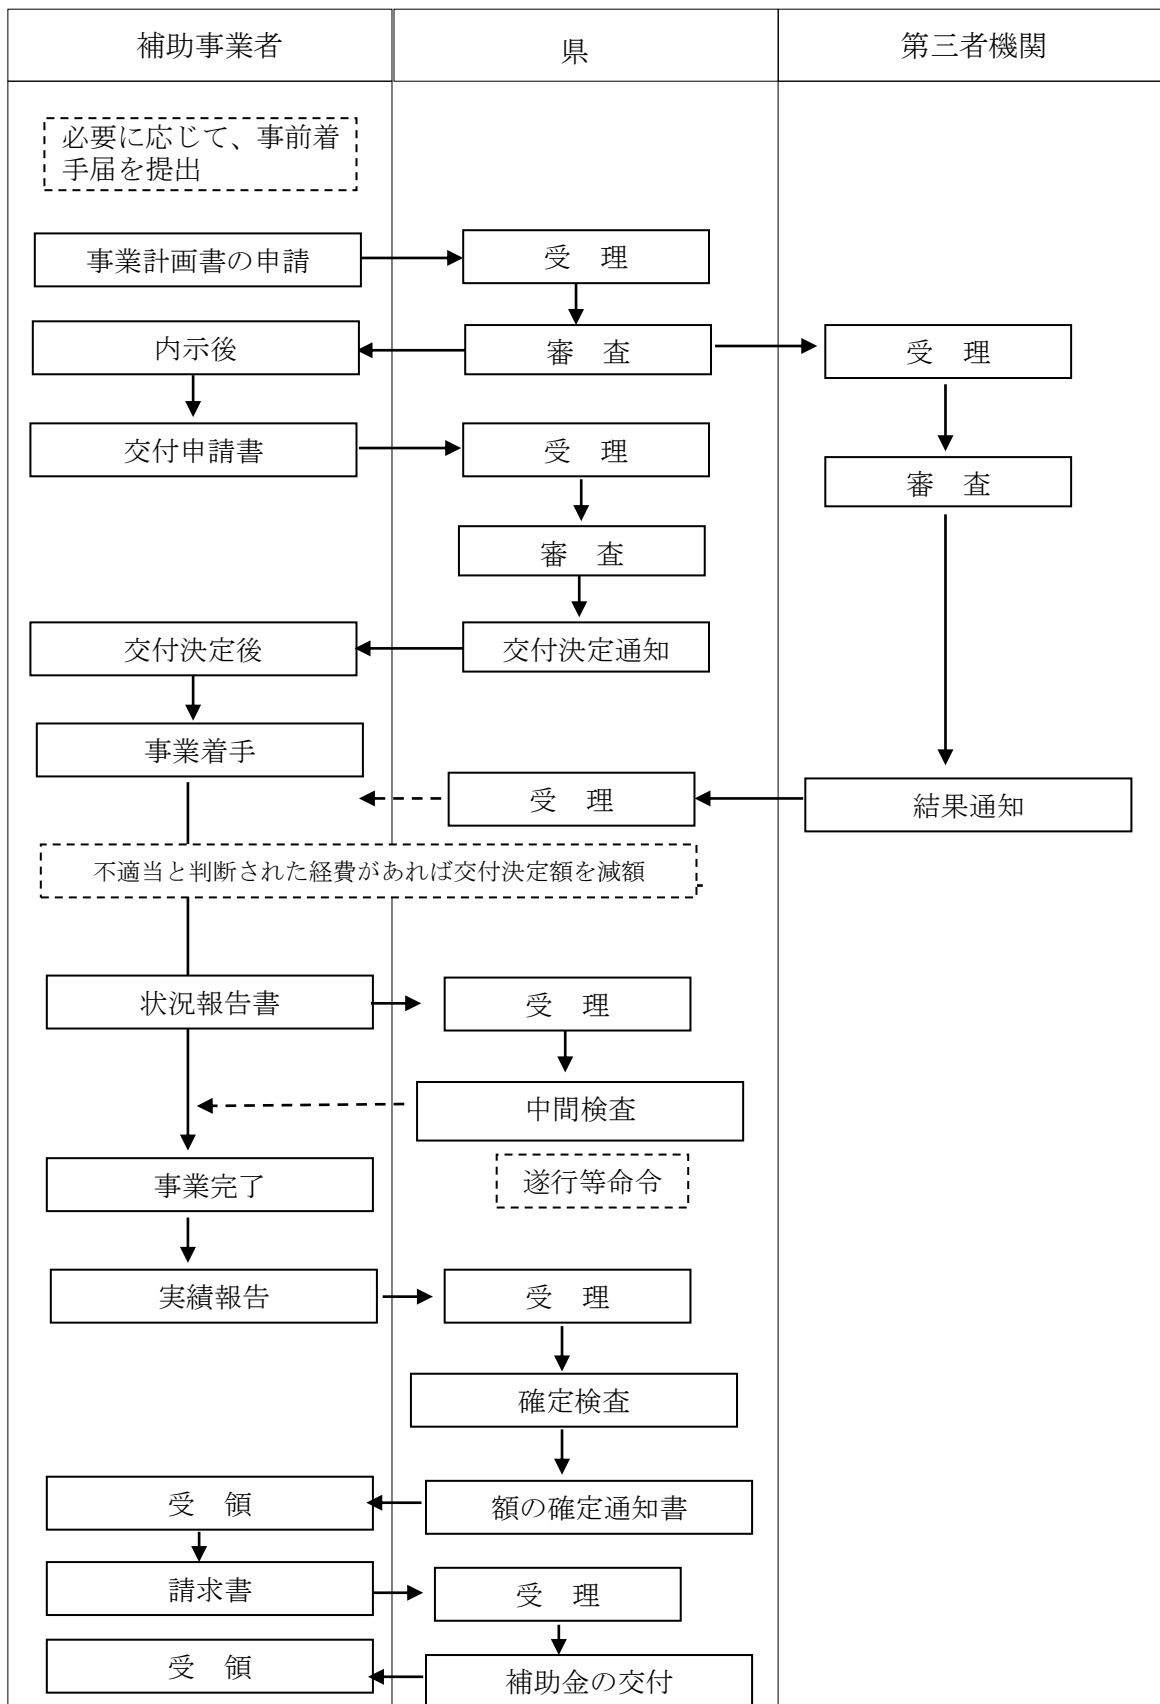 補助事業者
県
第三者機関
必要に応じて、事前着
手届を提出
事業計画書の申請
受　理
内示後
審　査
受　理
交付申請書
受　理
審　査
審　査
交付決定後
交付決定通知
事業着手
受　理
結果通知
不適当と判断された経費があれば交付決定額を減額
状況報告書
受　理
中間検査
事業完了
遂行等命令
実績報告
受　理
確定検査
受　領
額の確定通知書
請求書
受　理
受　領
補助金の交付